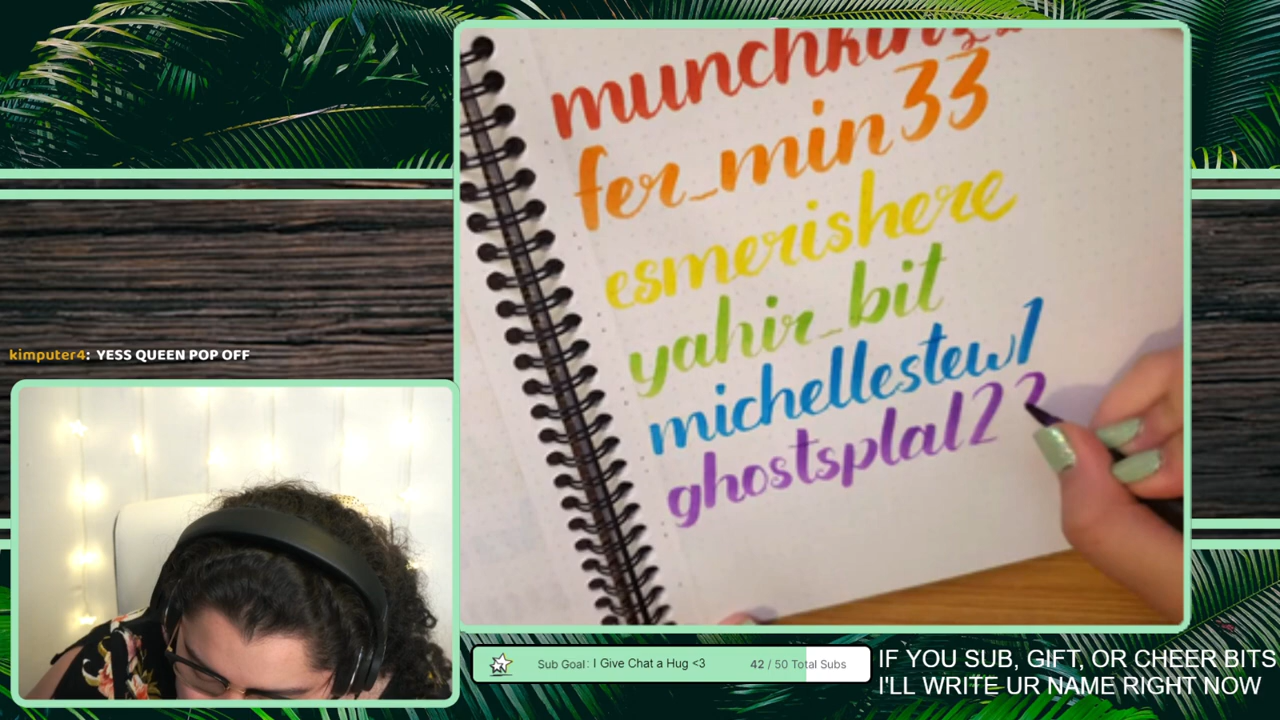 fer_min33
esmerishere
yahir_bit
michellestew1
ghostsplal22
kimputer4: YESS QUEEN POP OFF
Sub Goal: I Give Chat a Hug <3 42 / 50 Total Subs
IF YOU SUB, GIFT, OR CHEER BITS
I'LL WRITE UR NAME RIGHT NOW